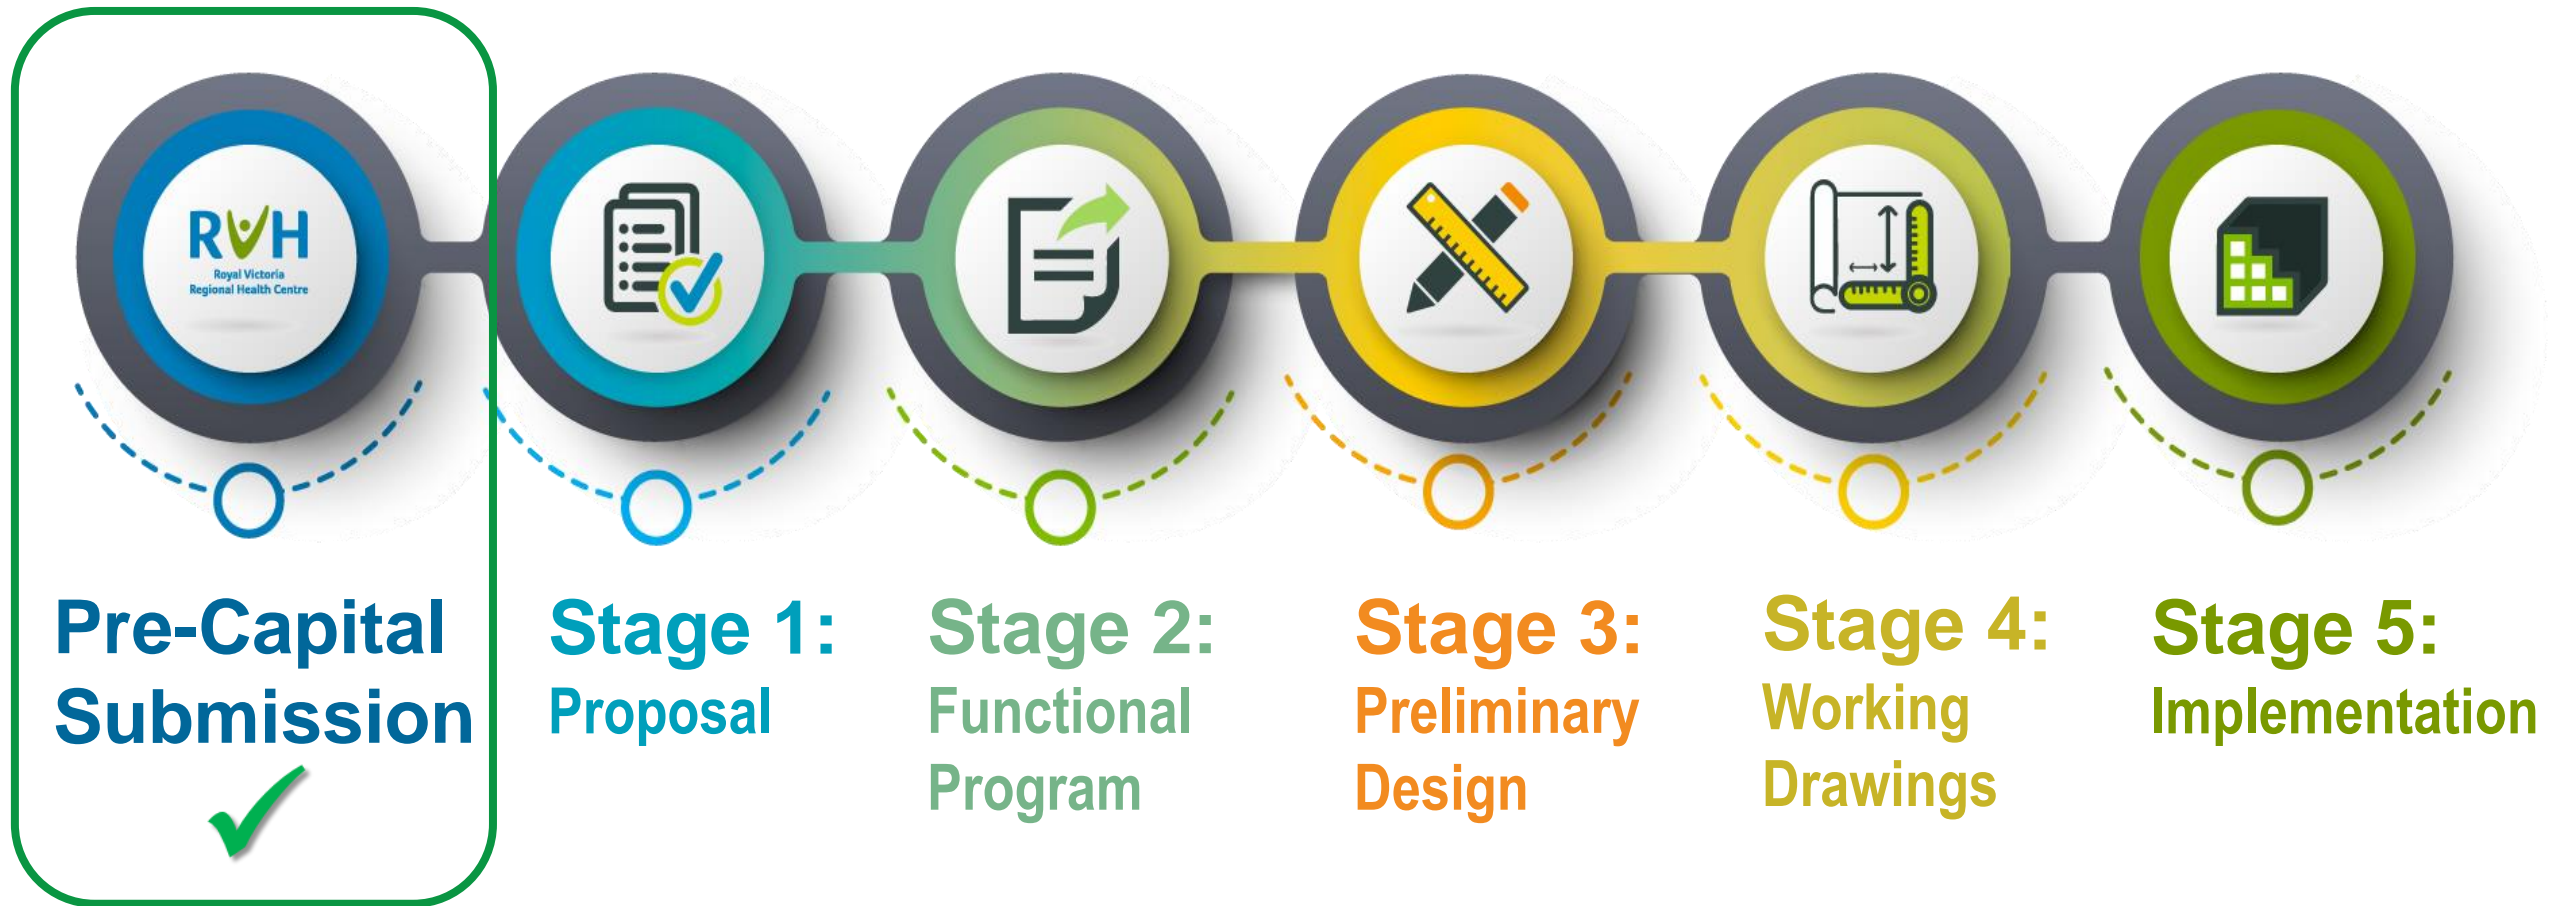 RVH
Royal Victoria
Regional Health Centre
Pre-Capital
Submission
Stage 1:
Proposal
Stage 2:
Functional
Program
Stage 3:
Preliminary
Design
Stage 4:
Working
Drawings
Stage 5:
Implementation